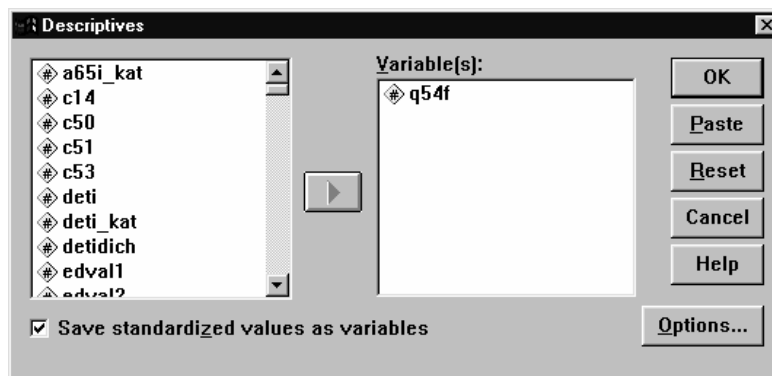 Descriptives
a65i_kat
c14
c50
c51
c53
deti
deti_kat
detidich
edval1
edval2
Variable(s):
q54f
OK
Paste
Reset
Cancel
Help
Options...
Save standardized values as variables